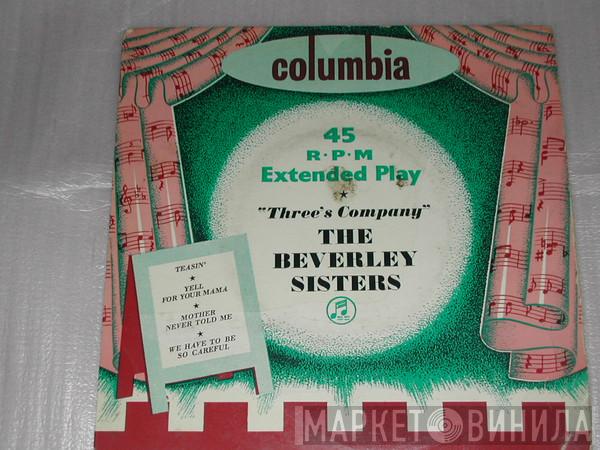 columbia
45
R·P·M
Extended Play
"Three's Company"
THE
BEVERLEY
SISTERS
TEASIN'
YELL
FOR YOUR MAMA
MOTHER
NEVER TOLD ME
WE HAVE TO BE
SO CAREFUL
МАРКЕТ ВИНИЛА